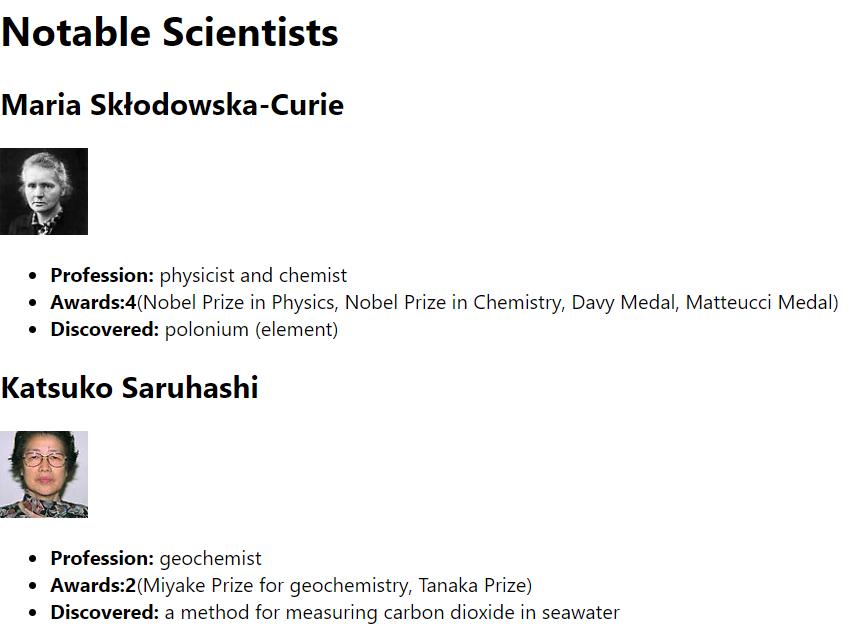 Notable Scientists
Maria Skłodowska-Curie
Profession: physicist and chemist
Awards:4(Nobel Prize in Physics, Nobel Prize in Chemistry, Davy Medal, Matteucci Medal)
Discovered: polonium (element)
Katsuko Saruhashi
Profession: geochemist
Awards:2(Miyake Prize for geochemistry, Tanaka Prize)
Discovered: a method for measuring carbon dioxide in seawater